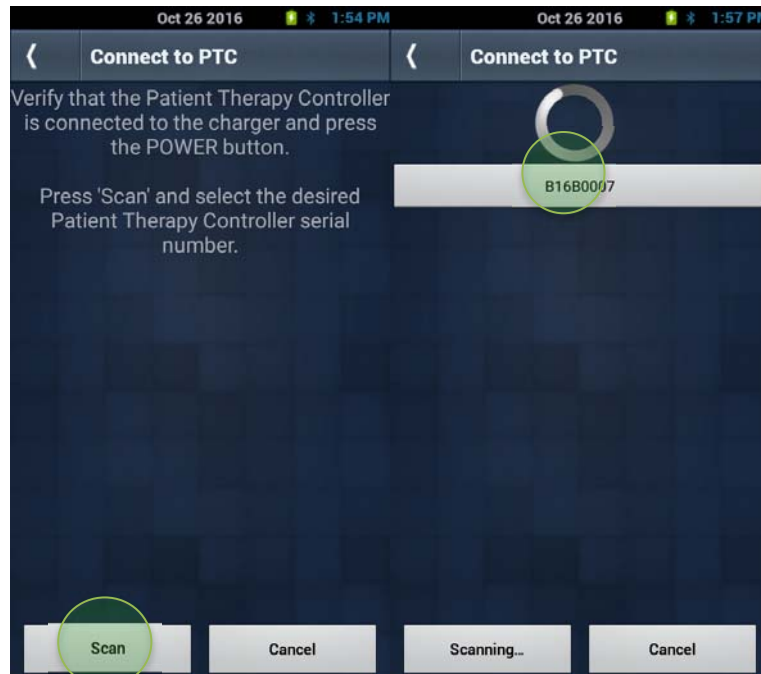 Oct 26 2016 1:54 PM
Connect to PTC
Verify that the Patient Therapy Controller
is connected to the charger and press
the POWER button.
Press 'Scan' and select the desired
Patient Therapy Controller serial
number.
Scan
Cancel
Oct 26 2016 1:57 PM
Connect to PTC
B16B0007
Scanning...
Cancel